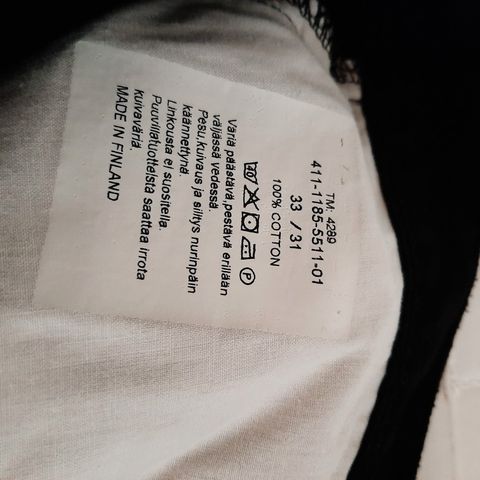 TM: 4289
411-1185-5511-01
33 / 31
100% COTTON
P
Väriä päästävä,pestävä erillään
väljässä vedessä.
Pesu,kuivaus ja silitys nurinpäin
käännettynä.
Linkousta ei suositella.
Puuvillatuotteista saattaa irrota
kuivaväriä.
MADE IN FINLAND